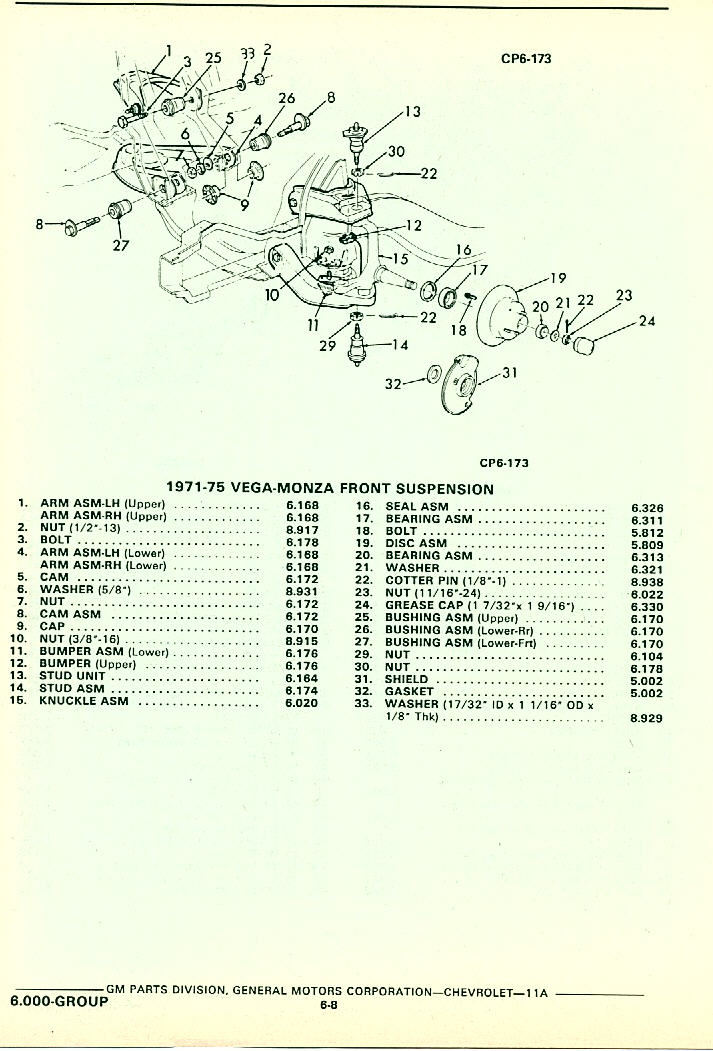 CP6-173
1
3
25
33
2
26
8
13
6
5
4
30
7
22
9
8
27
12
15
16
17
10
19
11
22
18
20
21
22
23
24
29
14
32
31
CP6-173
1971-75 VEGA-MONZA FRONT SUSPENSION
1. ARM ASM-LH (Upper) ............. 6.168
ARM ASM-RH (Upper) ............. 6.168
2. NUT (1/2"-13) .................... 8.917
3. BOLT ........................... 6.178
4. ARM ASM-LH (Lower) ............. 6.168
ARM ASM-RH (Lower) ............. 6.168
5. CAM ........................... 6.172
6. WASHER (5/8") .................. 8.931
7. NUT ............................ 6.172
8. CAM ASM ....................... 6.172
9. CAP ............................ 6.170
10. NUT (3/8"-16) .................... 8.915
11. BUMPER ASM (Lower) ............. 6.176
12. BUMPER (Upper) ................. 6.176
13. STUD UNIT ...................... 6.164
14. STUD ASM ...................... 6.174
15. KNUCKLE ASM .................. 6.020
16. SEAL ASM ...................... 6.326
17. BEARING ASM ................... 6.311
18. BOLT ........................... 5.812
19. DISC ASM ...................... 5.809
20. BEARING ASM ................... 6.313
21. WASHER ........................ 6.321
22. COTTER PIN (1/8"-1) .............. 8.938
23. NUT (11/16"-24) .................. 6.022
24. GREASE CAP (1 7/32"x 1 9/16") .... 6.330
25. BUSHING ASM (Upper) ............ 6.170
26. BUSHING ASM (Lower-Rr) .......... 6.170
27. BUSHING ASM (Lower-Frt) ......... 6.170
29. NUT ............................ 6.104
30. NUT ............................ 6.178
31. SHIELD ......................... 5.002
32. GASKET ........................ 5.002
33. WASHER (17/32" ID x 1 1/16" OD x
1/8" Thk) ........................ 8.929
GM PARTS DIVISION, GENERAL MOTORS CORPORATION—CHEVROLET—11A
6.000-GROUP
6-8